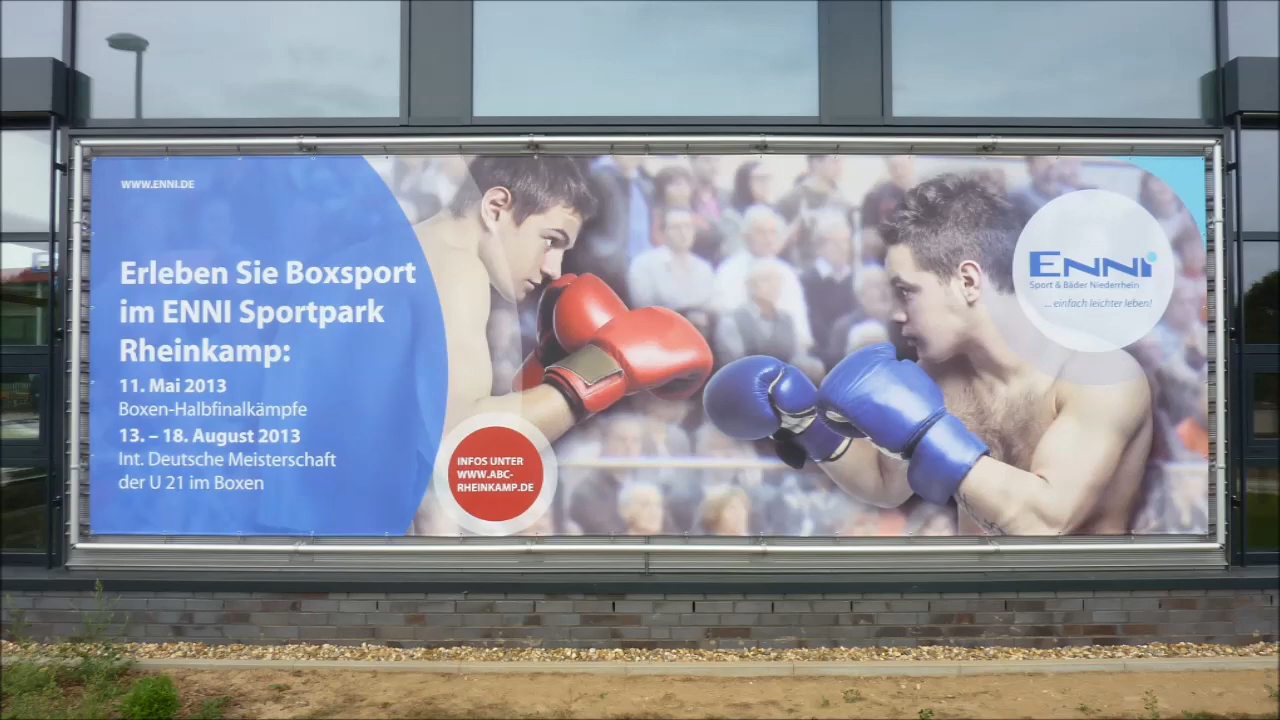 WWW.ENNI.DE
Erleben Sie Boxsport
im ENNI Sportpark
Rheinkamp:
11. Mai 2013
Boxen-Halbfinalkämpfe
13. – 18. August 2013
Int. Deutsche Meisterschaft
der U 21 im Boxen
INFOS UNTER
WWW.ABC-
RHEINKAMP.DE
ENNI
Sport & Bäder Niederrhein
... einfach leichter leben!